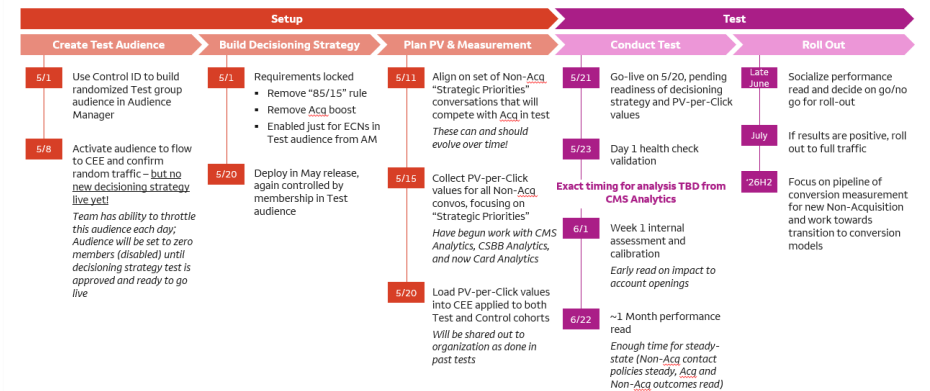 Setup
Test
Create Test Audience
Build Decisioning Strategy
Plan PV & Measurement
Conduct Test
Roll Out
5/1
Use Control ID to build
randomized Test group
audience in Audience
Manager
5/8
Activate audience to flow
to CEE and confirm
random traffic – but no
new decisioning strategy
live yet!
Team has ability to throttle
this audience each day;
Audience will be set to zero
members (disabled) until
decisioning strategy test is
approved and ready to go
live
5/1
Requirements locked
▪ Remove “85/15” rule
▪ Remove Acq boost
▪ Enabled just for ECNs in
Test audience from AM
5/20
Deploy in May release,
again controlled by
membership in Test
audience
5/11
Align on set of Non-Acq
“Strategic Priorities”
conversations that will
compete with Acq in test
These can and should
evolve over time!
5/15
Collect PV-per-Click
values for all Non-Acq
convos, focusing on
“Strategic Priorities”
Have begun work with CMS
Analytics, CSBB Analytics,
and now Card Analytics
5/20
Load PV-per-Click values
into CEE applied to both
Test and Control cohorts
Will be shared out to
organization as done in
past tests
5/21
Go-live on 5/20, pending
readiness of decisioning
strategy and PV-per-Click
values
5/23
Day 1 health check
validation
Exact timing for analysis TBD from
CMS Analytics
6/1
Week 1 internal
assessment and
calibration
Early read on impact to
account openings
6/22
~1 Month performance
read
Enough time for steady-
state (Non-Acq contact
policies steady, Acq and
Non-Acq outcomes read)
Late
June
Socialize performance
read and decide on go/no
go for roll-out
July
If results are positive, roll
out to full traffic
‘26H2
Focus on pipeline of
conversion measurement
for new Non-Acquisition
and work towards
transition to conversion
models